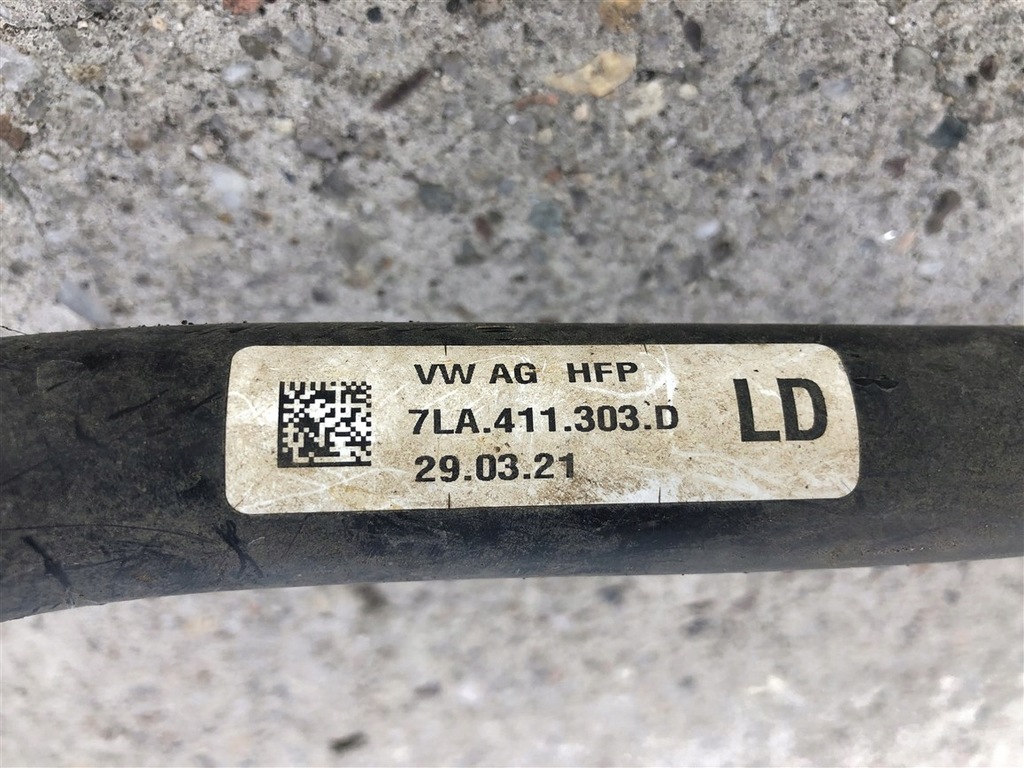 VW AG HFP
7LA.411.303.D
29.03.21
LD